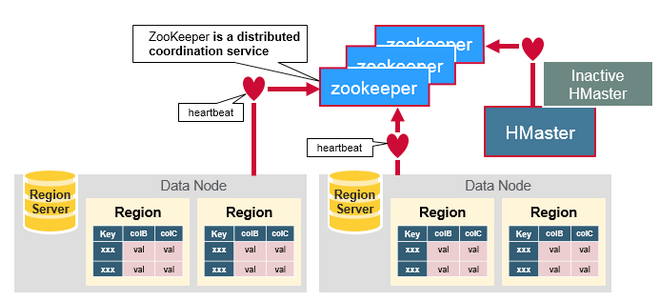 ZooKeeper is a distributed
coordination service
zookeeper
zookeeper
zookeeper
Inactive
HMaster
HMaster
heartbeat
heartbeat
Region
Server
Data Node
Region
Key colB colC
xxx val val
xxx val val
Region
Key colB colC
xxx val val
xxx val val
Region
Server
Data Node
Region
Key colB colC
xxx val val
xxx val val
Region
Key colB colC
xxx val val
xxx val val